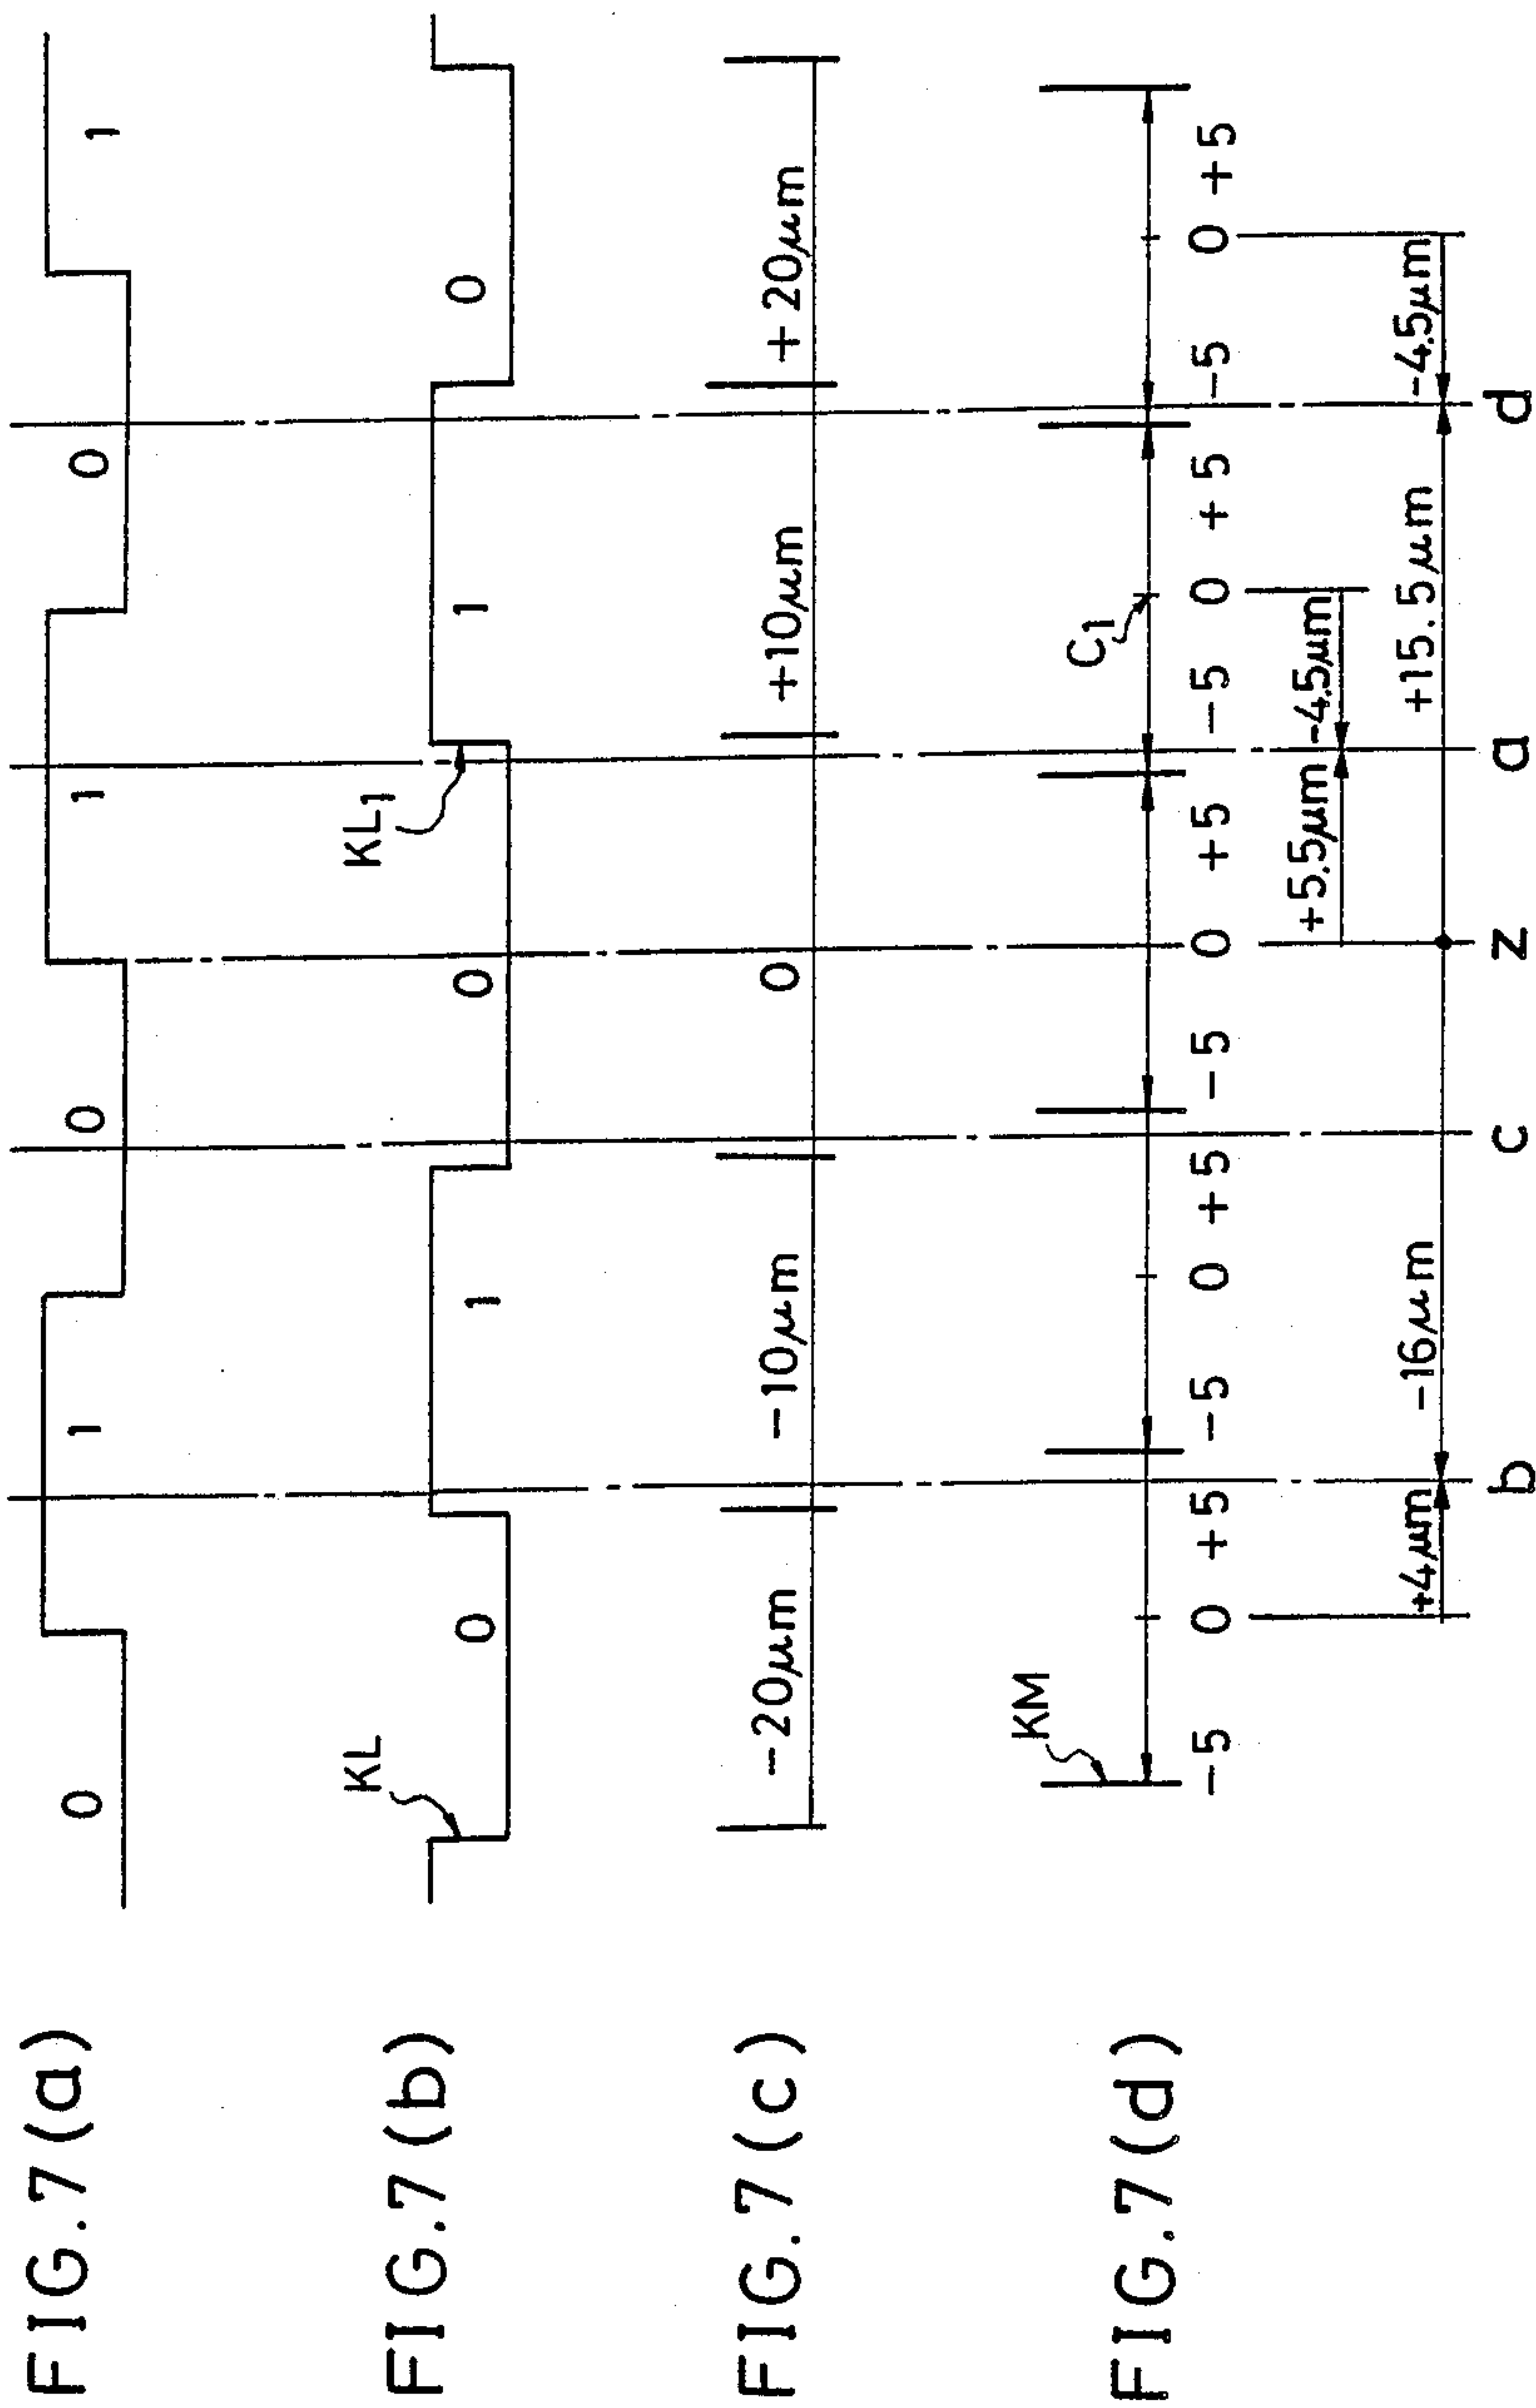 FIG.7(a)
0 1 0 1 0 1
FIG.7(b)
KL
KL1
0 1 0 1 0
FIG.7(c)
−20μm −10μm 0 +10μm +20μm
FIG.7(d)
KM
C1
−5 0 +5 −5 0 +5 −5 0 +5 −5 0 +5 −5 0 +5
+5.5μm −4.5μm
+4μm −16μm +15.5μm −4.5μm
b c z a d